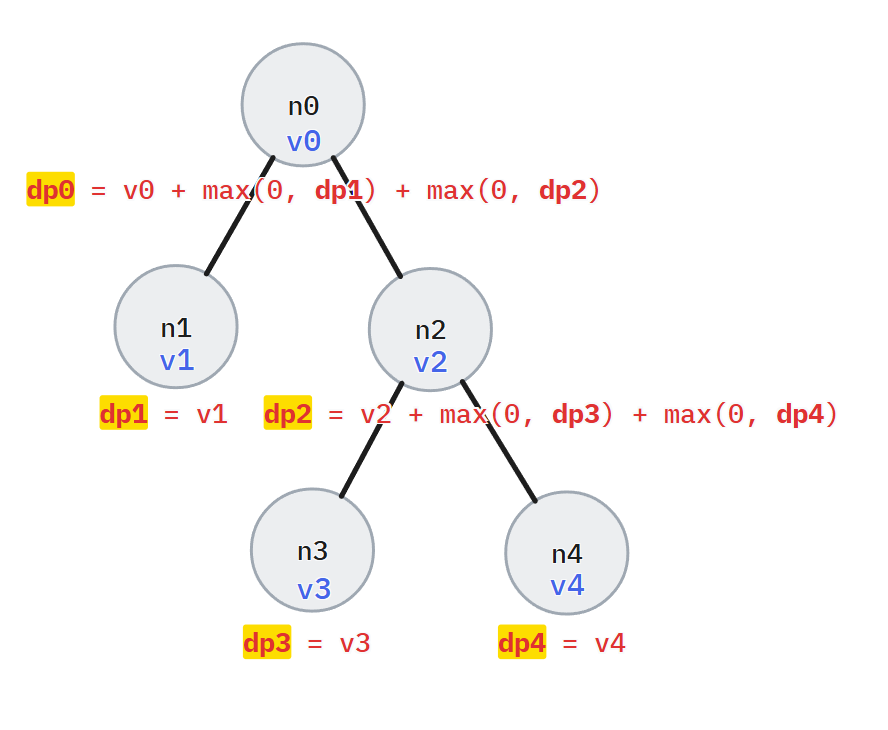 n0
v0
dp0 = v0 + max(0, dp1) + max(0, dp2)
n1
v1
n2
v2
dp1 = v1
dp2 = v2 + max(0, dp3) + max(0, dp4)
n3
v3
n4
v4
dp3 = v3
dp4 = v4